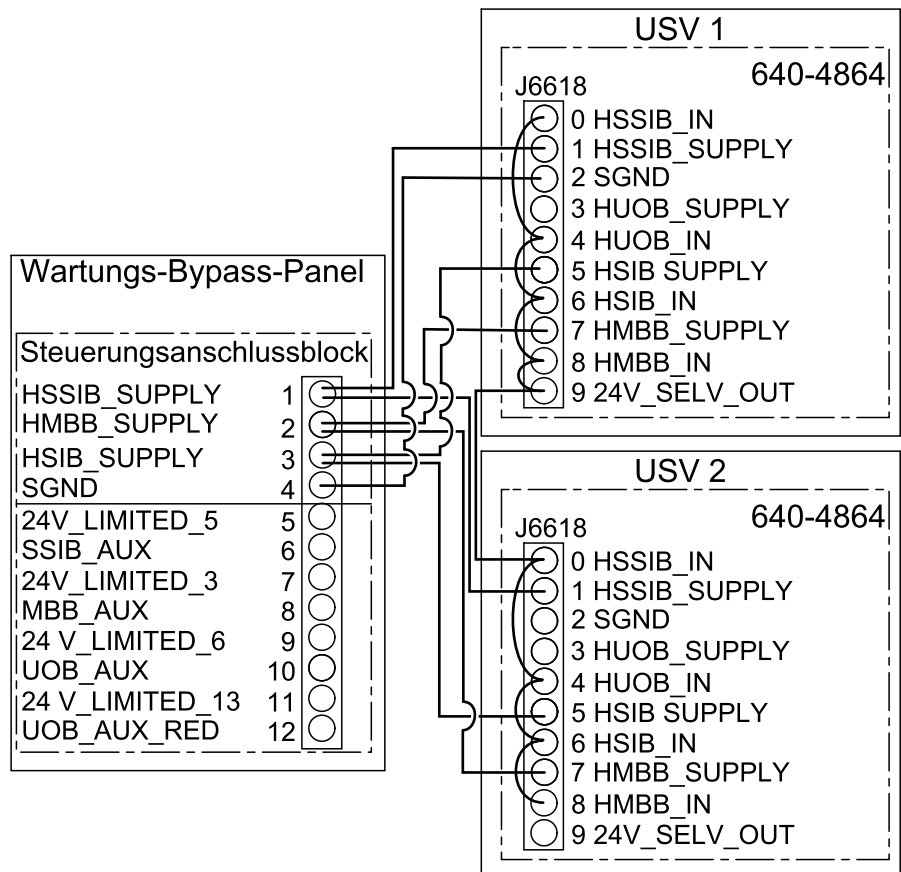 USV 1
640-4864
J6618
0 HSSIB_IN
1 HSSIB_SUPPLY
2 SGND
3 HUOB_SUPPLY
4 HUOB_IN
5 HSIB SUPPLY
6 HSIB_IN
7 HMBB_SUPPLY
8 HMBB_IN
9 24V_SELV_OUT
Wartungs-Bypass-Panel
Steuerungsanschlussblock
HSSIB_SUPPLY 1
HMBB_SUPPLY 2
HSIB_SUPPLY 3
SGND 4
24V_LIMITED_5 5
SSIB_AUX 6
24V_LIMITED_3 7
MBB_AUX 8
24 V_LIMITED_6 9
UOB_AUX 10
24 V_LIMITED_13 11
UOB_AUX_RED 12
USV 2
640-4864
J6618
0 HSSIB_IN
1 HSSIB_SUPPLY
2 SGND
3 HUOB_SUPPLY
4 HUOB_IN
5 HSIB SUPPLY
6 HSIB_IN
7 HMBB_SUPPLY
8 HMBB_IN
9 24V_SELV_OUT